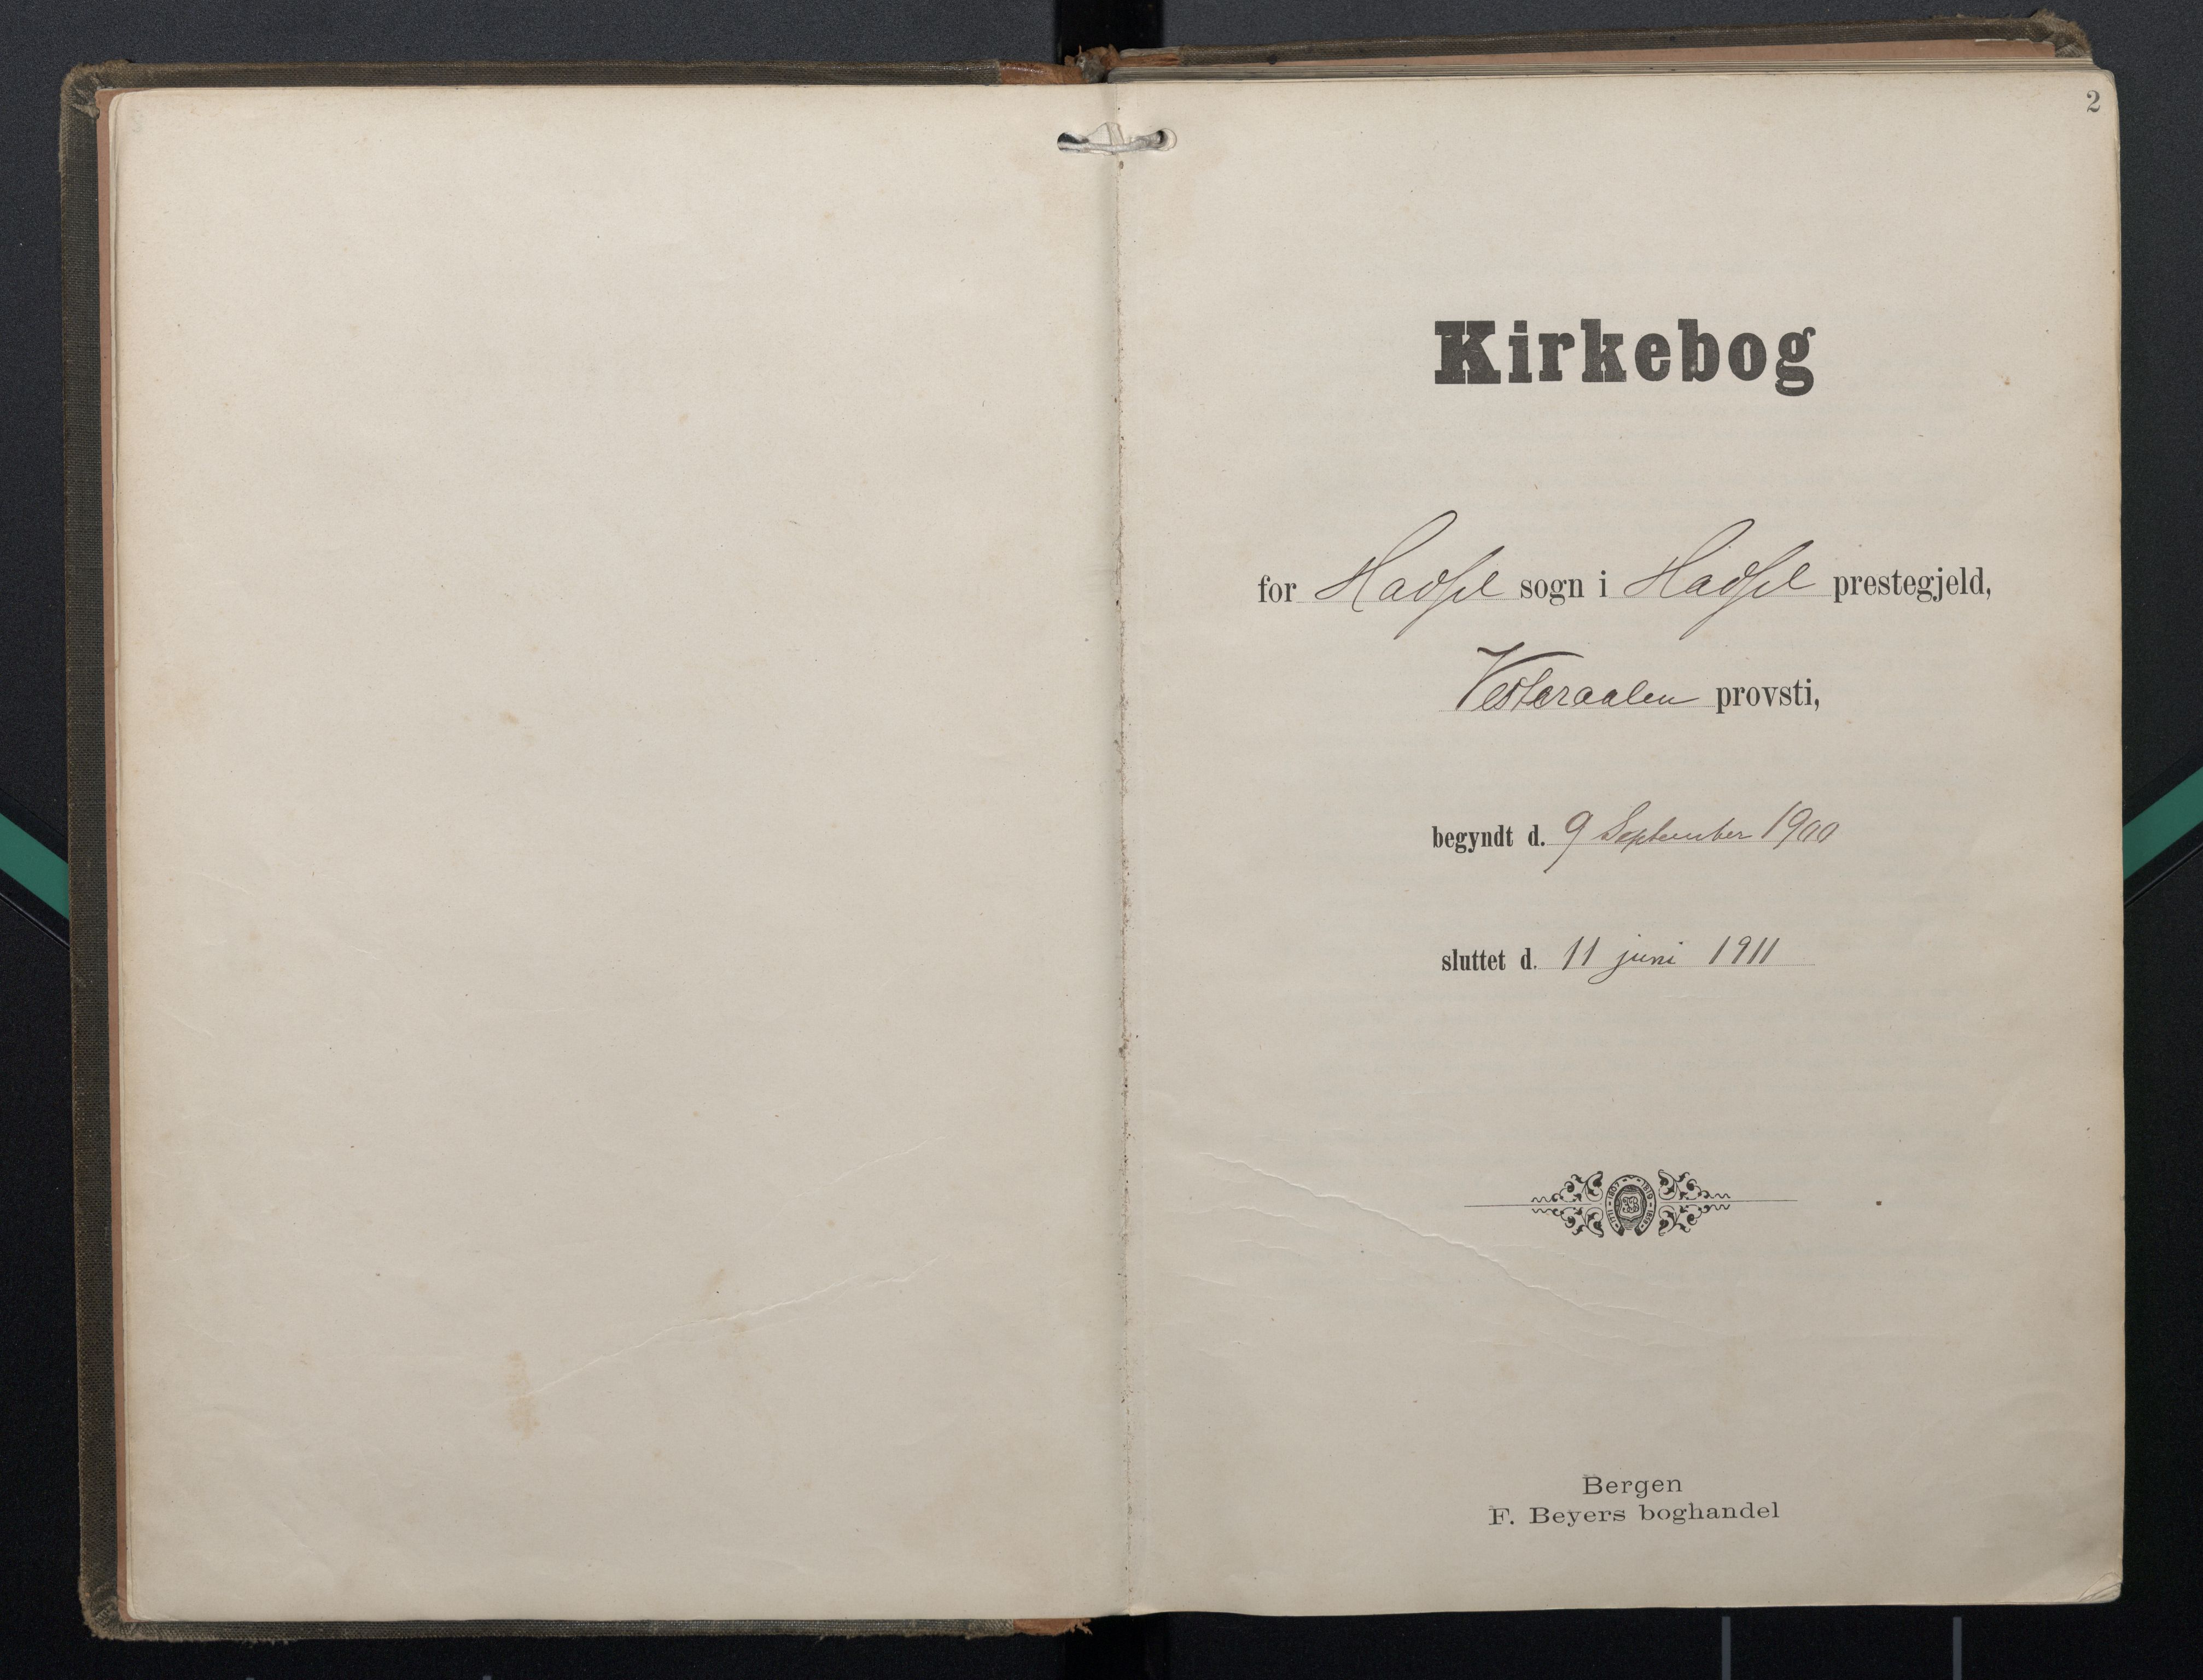 2
Kirkebog
for Hadsel sogn i Hadsel prestegjeld,
Vesteraalen provsti,
begyndt d. 9 September 1900
sluttet d. 11 juni 1911
Bergen
F. Beyers boghandel